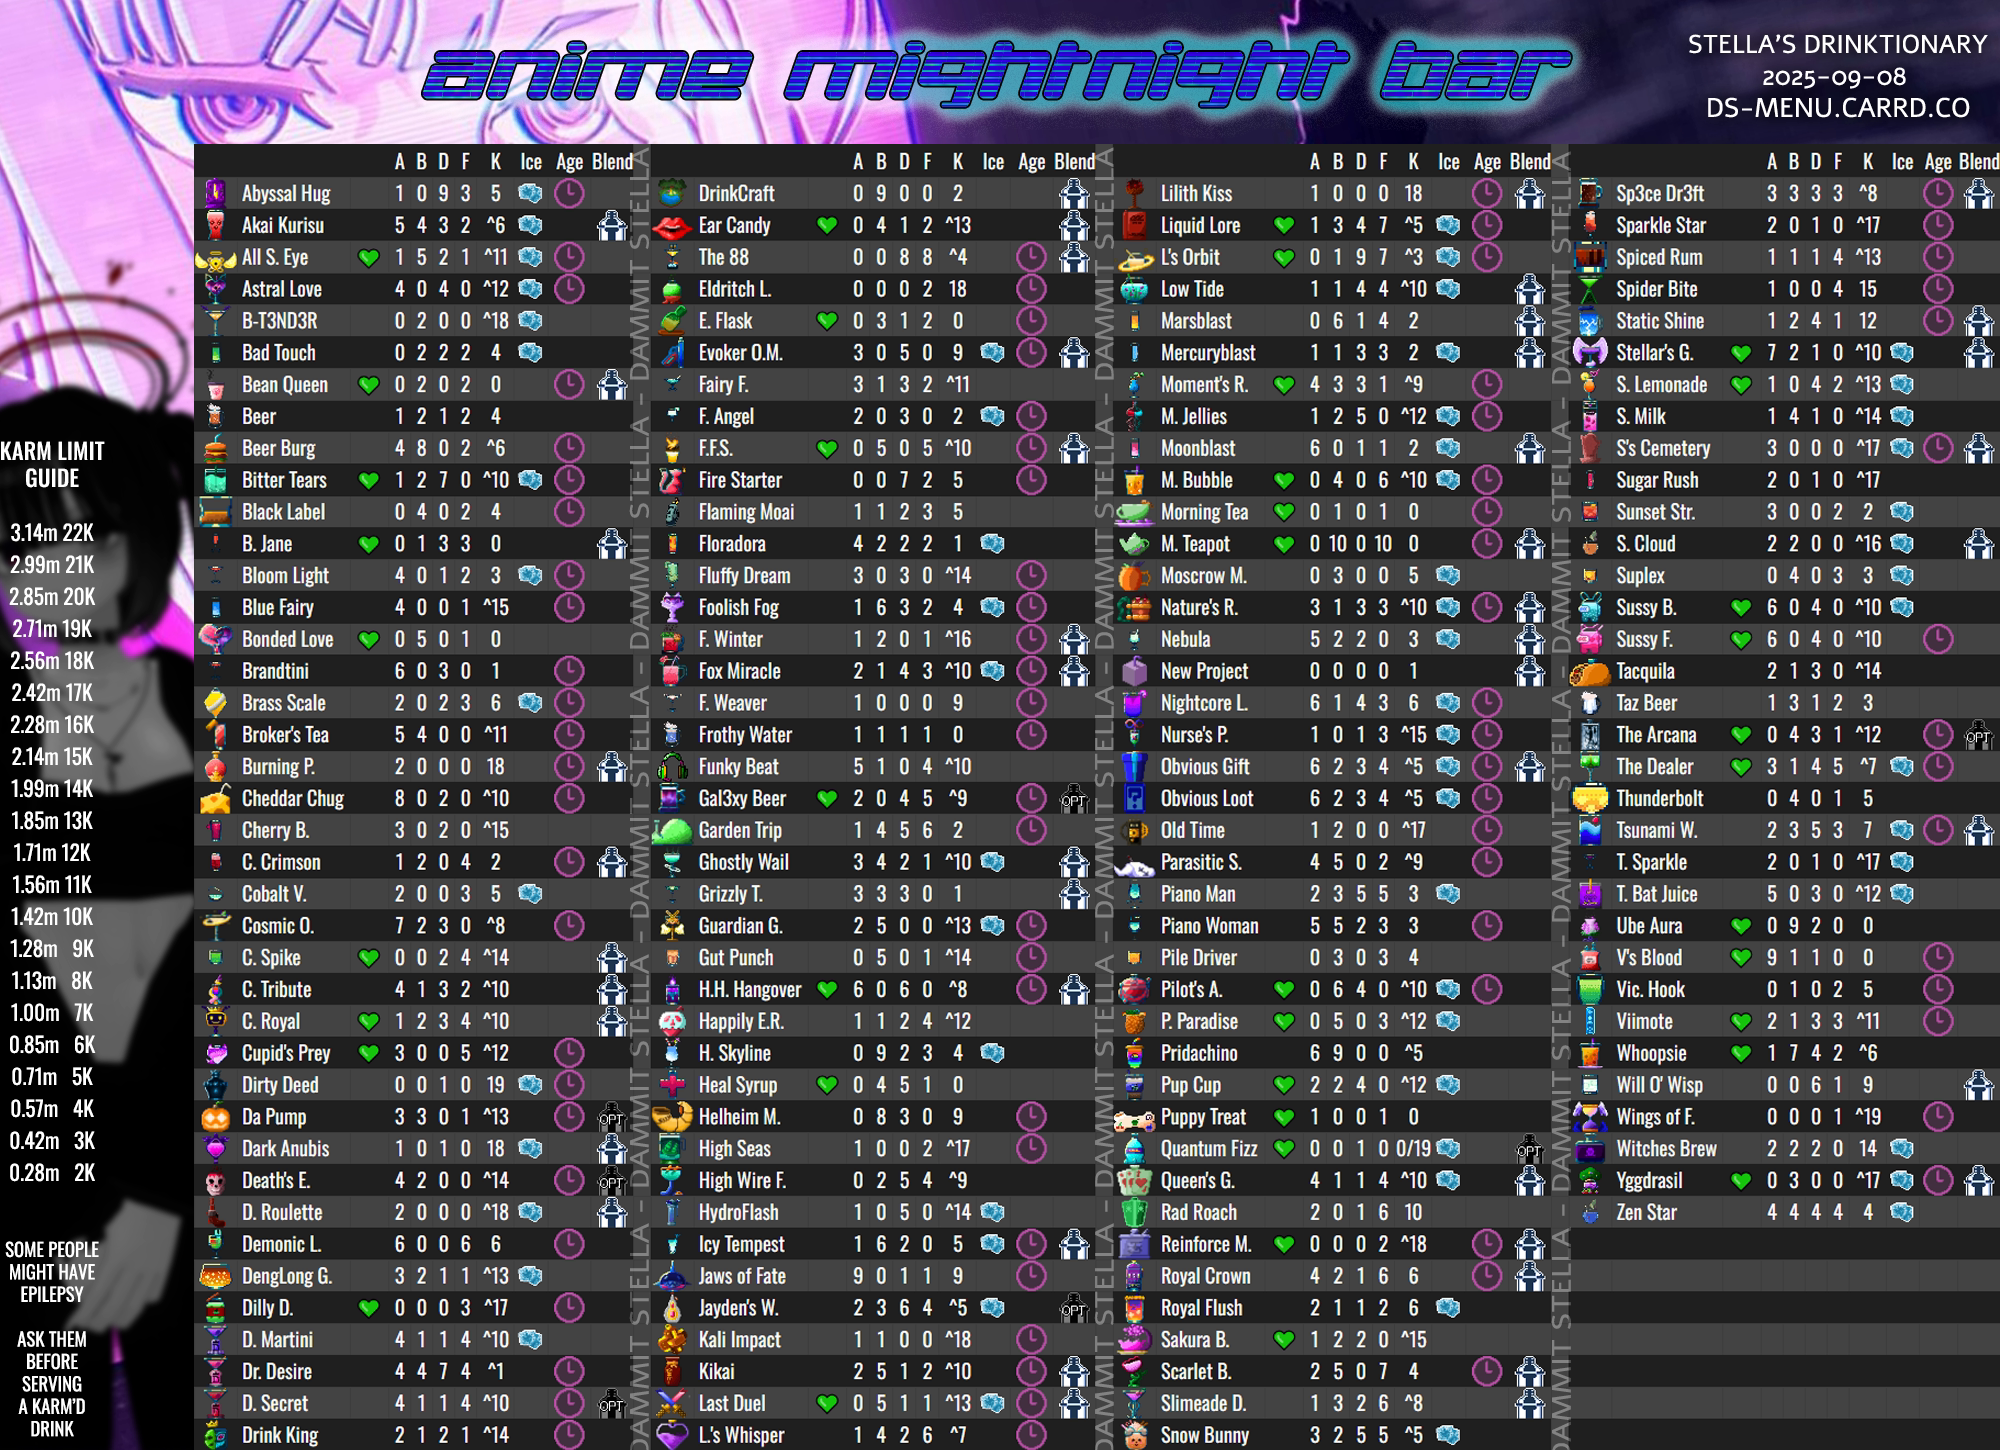 anime mightnight bar
STELLA'S DRINKTIONARY
2025-09-08
DS-MENU.CARRD.CO
KARM LIMIT
GUIDE
3.14m 22K
2.99m 21K
2.85m 20K
2.71m 19K
2.56m 18K
2.42m 17K
2.28m 16K
2.14m 15K
1.99m 14K
1.85m 13K
1.71m 12K
1.56m 11K
1.42m 10K
1.28m 9K
1.13m 8K
1.00m 7K
0.85m 6K
0.71m 5K
0.57m 4K
0.42m 3K
0.28m 2K
SOME PEOPLE
MIGHT HAVE
EPILEPSY
ASK THEM
BEFORE
SERVING
A KARM'D
DRINK
A B D F K Ice Age Blend
Abyssal Hug 1 0 9 3 5
Akai Kurisu 5 4 3 2 ^6
All S. Eye 1 5 2 1 ^11
Astral Love 4 0 4 0 ^12
B-T3ND3R 0 2 0 0 ^18
Bad Touch 0 2 2 2 4
Bean Queen 0 2 0 2 0
Beer 1 2 1 2 4
Beer Burg 4 8 0 2 ^6
Bitter Tears 1 2 7 0 ^10
Black Label 0 4 0 2 4
B. Jane 0 1 3 3 0
Bloom Light 4 0 1 2 3
Blue Fairy 4 0 0 1 ^15
Bonded Love 0 5 0 1 0
Brandtini 6 0 3 0 1
Brass Scale 2 0 2 3 6
Broker's Tea 5 4 0 0 ^11
Burning P. 2 0 0 0 18
Cheddar Chug 8 0 2 0 ^10
Cherry B. 3 0 2 0 ^15
C. Crimson 1 2 0 4 2
Cobalt V. 2 0 0 3 5
Cosmic O. 7 2 3 0 ^8
C. Spike 0 0 2 4 ^14
C. Tribute 4 1 3 2 ^10
C. Royal 1 2 3 4 ^10
Cupid's Prey 3 0 0 5 ^12
Dirty Deed 0 0 1 0 19
Da Pump 3 3 0 1 ^13 OPT
Dark Anubis 1 0 1 0 18
Death's E. 4 2 0 0 ^14 OPT
D. Roulette 2 0 0 0 ^18
Demonic L. 6 0 0 6 6
DengLong G. 3 2 1 1 ^13
Dilly D. 0 0 0 3 ^17
D. Martini 4 1 1 4 ^10
Dr. Desire 4 4 7 4 ^1
D. Secret 4 1 1 4 ^10 OPT
Drink King 2 1 2 1 ^14
DAMMIT STELLA - DAMMIT STELLA - DAMMIT STELLA - DAMMIT STELLA
A B D F K Ice Age Blend
DrinkCraft 0 9 0 0 2
Ear Candy 0 4 1 2 ^13
The 88 0 0 8 8 ^4
Eldritch L. 0 0 0 2 18
E. Flask 0 3 1 2 0
Evoker O.M. 3 0 5 0 9
Fairy F. 3 1 3 2 ^11
F. Angel 2 0 3 0 2
F.F.S. 0 5 0 5 ^10
Fire Starter 0 0 7 2 5
Flaming Moai 1 1 2 3 5
Floradora 4 2 2 2 1
Fluffy Dream 3 0 3 0 ^14
Foolish Fog 1 6 3 2 4
F. Winter 1 2 0 1 ^16
Fox Miracle 2 1 4 3 ^10
F. Weaver 1 0 0 0 9
Frothy Water 1 1 1 1 0
Funky Beat 5 1 0 4 ^10
Gal3xy Beer 2 0 4 5 ^9 OPT
Garden Trip 1 4 5 6 2
Ghostly Wail 3 4 2 1 ^10
Grizzly T. 3 3 3 0 1
Guardian G. 2 5 0 0 ^13
Gut Punch 0 5 0 1 ^14
H.H. Hangover 6 0 6 0 ^8
Happily E.R. 1 1 2 4 ^12
H. Skyline 0 9 2 3 4
Heal Syrup 0 4 5 1 0
Helheim M. 0 8 3 0 9
High Seas 1 0 0 2 ^17
High Wire F. 0 2 5 4 ^9
HydroFlash 1 0 5 0 ^14
Icy Tempest 1 6 2 0 5
Jaws of Fate 9 0 1 1 9
Jayden's W. 2 3 6 4 ^5 OPT
Kali Impact 1 1 0 0 ^18
Kikai 2 5 1 2 ^10
Last Duel 0 5 1 1 ^13
L.'s Whisper 1 4 2 6 ^7
DAMMIT STELLA - DAMMIT STELLA - DAMMIT STELLA - DAMMIT STELLA
A B D F K Ice Age Blend
Lilith Kiss 1 0 0 0 18
Liquid Lore 1 3 4 7 ^5
L's Orbit 0 1 9 7 ^3
Low Tide 1 1 4 4 ^10
Marsblast 0 6 1 4 2
Mercuryblast 1 1 3 3 2
Moment's R. 4 3 3 1 ^9
M. Jellies 1 2 5 0 ^12
Moonblast 6 0 1 1 2
M. Bubble 0 4 0 6 ^10
Morning Tea 0 1 0 1 0
M. Teapot 0 10 0 10 0
Moscrow M. 0 3 0 0 5
Nature's R. 3 1 3 3 ^10
Nebula 5 2 2 0 3
New Project 0 0 0 0 1
Nightcore L. 6 1 4 3 6
Nurse's P. 1 0 1 3 ^15
Obvious Gift 6 2 3 4 ^5
Obvious Loot 6 2 3 4 ^5
Old Time 1 2 0 0 ^17
Parasitic S. 4 5 0 2 ^9
Piano Man 2 3 5 5 3
Piano Woman 5 5 2 3 3
Pile Driver 0 3 0 3 4
Pilot's A. 0 6 4 0 ^10
P. Paradise 0 5 0 3 ^12
Pridachino 6 9 0 0 ^5
Pup Cup 2 2 4 0 ^12
Puppy Treat 1 0 0 1 0
Quantum Fizz 0 0 1 0 0/19 OPT
Queen's G. 4 1 1 4 ^10
Rad Roach 2 0 1 6 10
Reinforce M. 0 0 0 2 ^18
Royal Crown 4 2 1 6 6
Royal Flush 2 1 1 2 6
Sakura B. 1 2 2 0 ^15
Scarlet B. 2 5 0 7 4
Slimeade D. 1 3 2 6 ^8
Snow Bunny 3 2 5 5 ^5
DAMMIT STELLA - DAMMIT STELLA - DAMMIT STELLA - DAMMIT STELLA
A B D F K Ice Age Blend
Sp3ce Dr3ft 3 3 3 3 ^8
Sparkle Star 2 0 1 0 ^17
Spiced Rum 1 1 1 4 ^13
Spider Bite 1 0 0 4 15
Static Shine 1 2 4 1 12
Stellar's G. 7 2 1 0 ^10
S. Lemonade 1 0 4 2 ^13
S. Milk 1 4 1 0 ^14
S's Cemetery 3 0 0 0 ^17
Sugar Rush 2 0 1 0 ^17
Sunset Str. 3 0 0 2 2
S. Cloud 2 2 0 0 ^16
Suplex 0 4 0 3 3
Sussy B. 6 0 4 0 ^10
Sussy F. 6 0 4 0 ^10
Tacquila 2 1 3 0 ^14
Taz Beer 1 3 1 2 3
The Arcana 0 4 3 1 ^12 OPT
The Dealer 3 1 4 5 ^7
Thunderbolt 0 4 0 1 5
Tsunami W. 2 3 5 3 7
T. Sparkle 2 0 1 0 ^17
T. Bat Juice 5 0 3 0 ^12
Ube Aura 0 9 2 0 0
V's Blood 9 1 1 0 0
Vic. Hook 0 1 0 2 5
Viimote 2 1 3 3 ^11
Whoopsie 1 7 4 2 ^6
Will O' Wisp 0 0 6 1 9
Wings of F. 0 0 0 1 ^19
Witches Brew 2 2 2 0 14
Yggdrasil 0 3 0 0 ^17
Zen Star 4 4 4 4 4